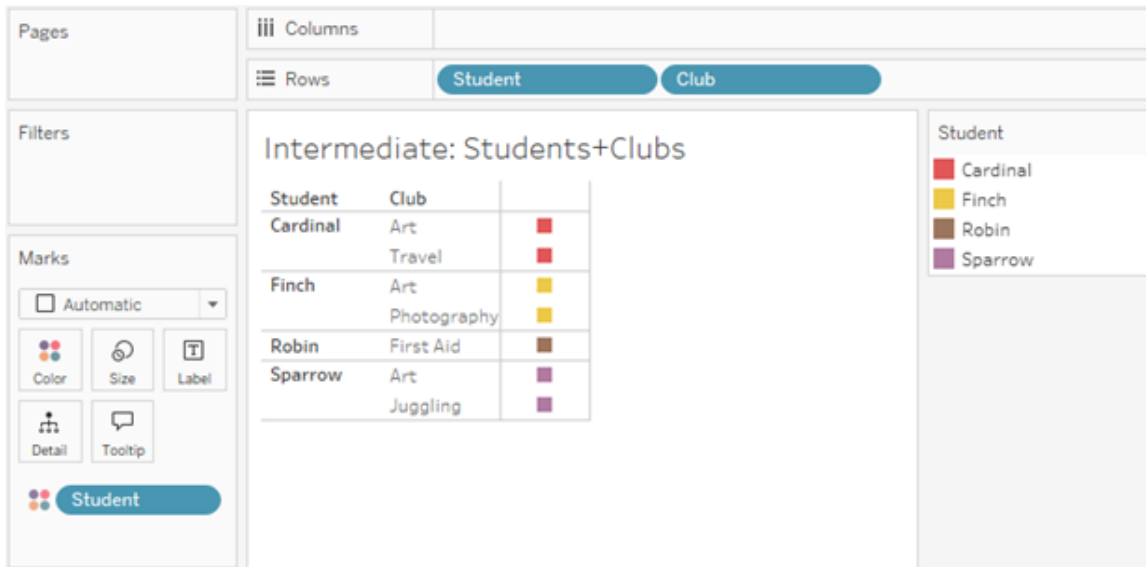 Pages
Columns
Rows Student Club
Filters
Intermediate: Students+Clubs
Student Club
Cardinal Art
Travel
Finch Art
Photography
Robin First Aid
Sparrow Art
Juggling
Student
Cardinal
Finch
Robin
Sparrow
Marks
Automatic
Color Size Label
Detail Tooltip
Student